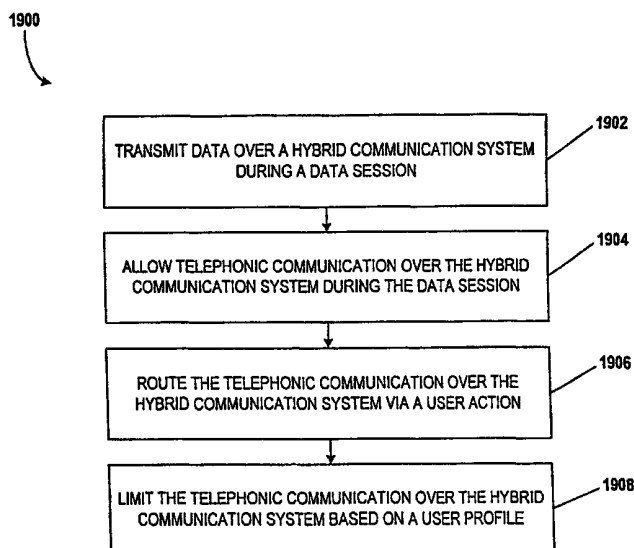 1900
1902
TRANSMIT DATA OVER A HYBRID COMMUNICATION SYSTEM
DURING A DATA SESSION
1904
ALLOW TELEPHONIC COMMUNICATION OVER THE HYBRID
COMMUNICATION SYSTEM DURING THE DATA SESSION
1906
ROUTE THE TELEPHONIC COMMUNICATION OVER THE
HYBRID COMMUNICATION SYSTEM VIA A USER ACTION
1908
LIMIT THE TELEPHONIC COMMUNICATION OVER THE HYBRID
COMMUNICATION SYSTEM BASED ON A USER PROFILE